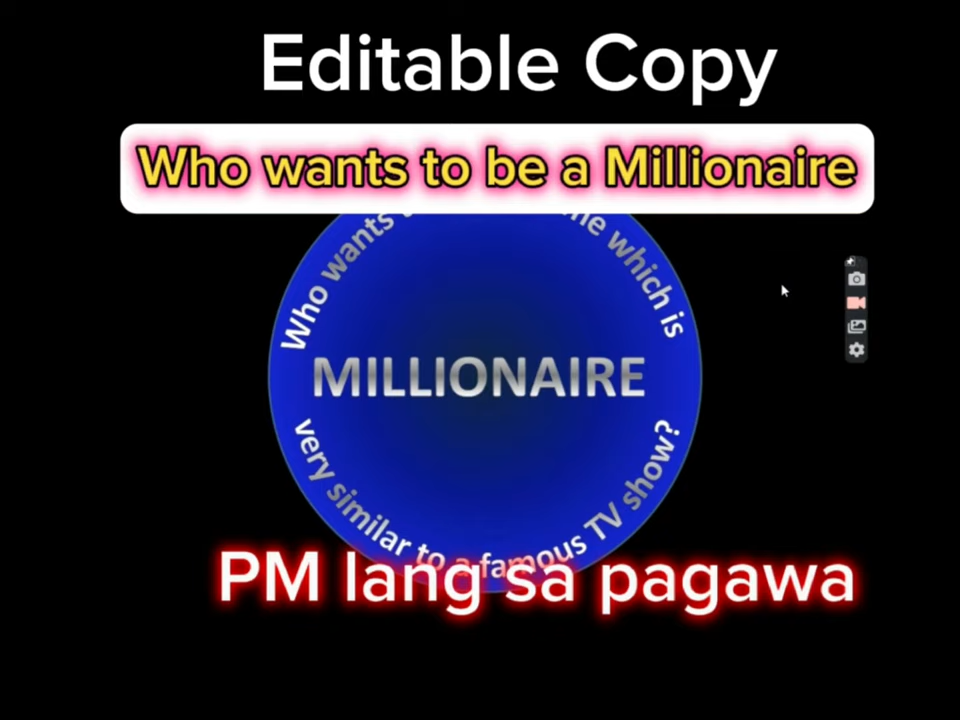 Editable Copy
Who wants to be a Millionaire
Who wants
me which is
MILLIONAIRE
very similar to a famous TV show?
PM lang sa pagawa